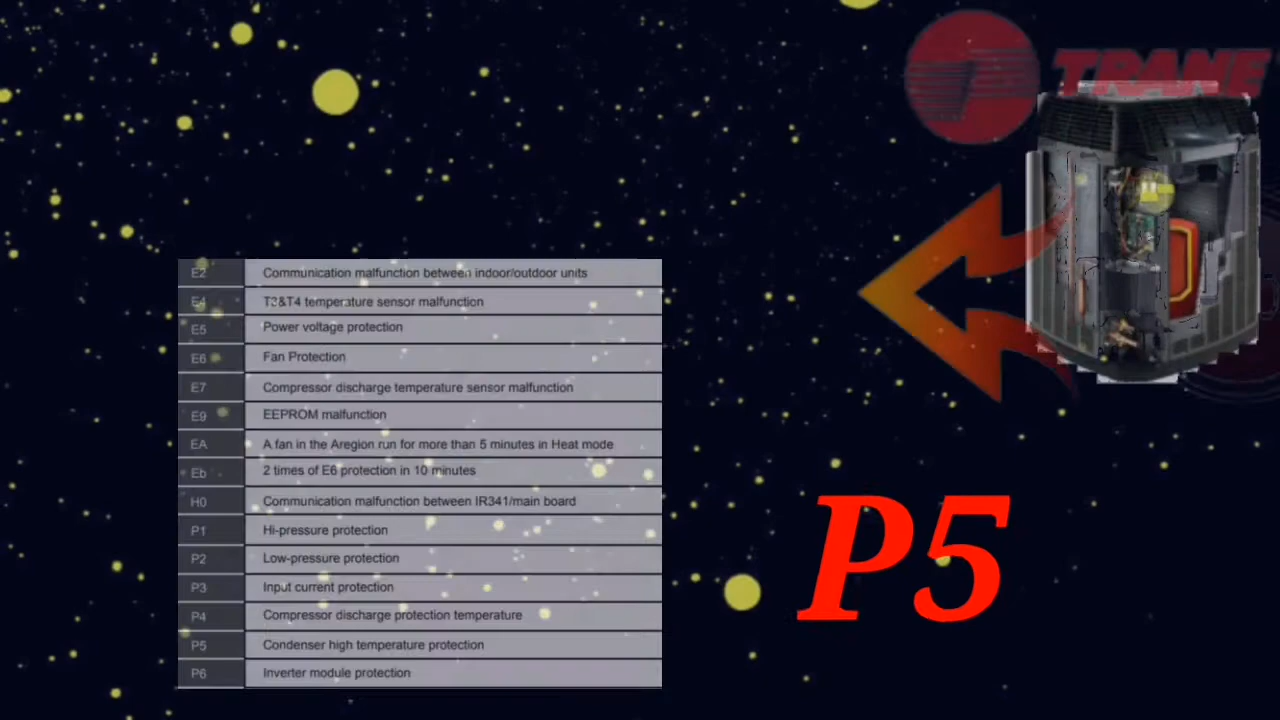 TRANE
E2 Communication malfunction between indoor/outdoor units
E4 T3&T4 temperature sensor malfunction
E5 Power voltage protection
E6 Fan Protection
E7 Compressor discharge temperature sensor malfunction
E9 EEPROM malfunction
EA A fan in the Aregion run for more than 5 minutes in Heat mode
Eb 2 times of E6 protection in 10 minutes
H0 Communication malfunction between IR341/main board
P1 Hi-pressure protection
P2 Low-pressure protection
P3 Input current protection
P4 Compressor discharge protection temperature
P5 Condenser high temperature protection
P6 Inverter module protection
P5